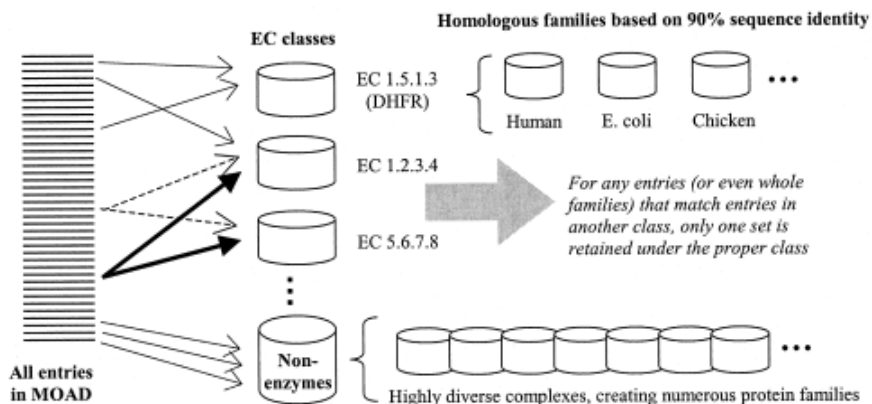 Homologous families based on 90% sequence identity
EC classes
EC 1.5.1.3
(DHFR)
Human
E. coli
Chicken
EC 1.2.3.4
For any entries (or even whole
families) that match entries in
another class, only one set is
retained under the proper class
EC 5.6.7.8
All entries
in MOAD
Non-
enzymes
Highly diverse complexes, creating numerous protein families